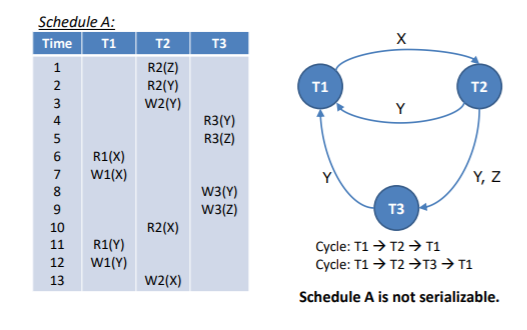 Schedule A:
Time T1 T2 T3
1 R2(Z)
2 R2(Y)
3 W2(Y)
4 R3(Y)
5 R3(Z)
6 R1(X)
7 W1(X)
8 W3(Y)
9 W3(Z)
10 R2(X)
11 R1(Y)
12 W1(Y)
13 W2(X)
X
T1 T2
Y
Y Y, Z
T3
Cycle: T1 → T2 → T1
Cycle: T1 → T2 →T3 → T1
Schedule A is not serializable.